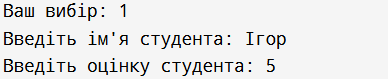 Ваш вибір: 1
Введіть ім'я студента: Ігор
Введіть оцінку студента: 5